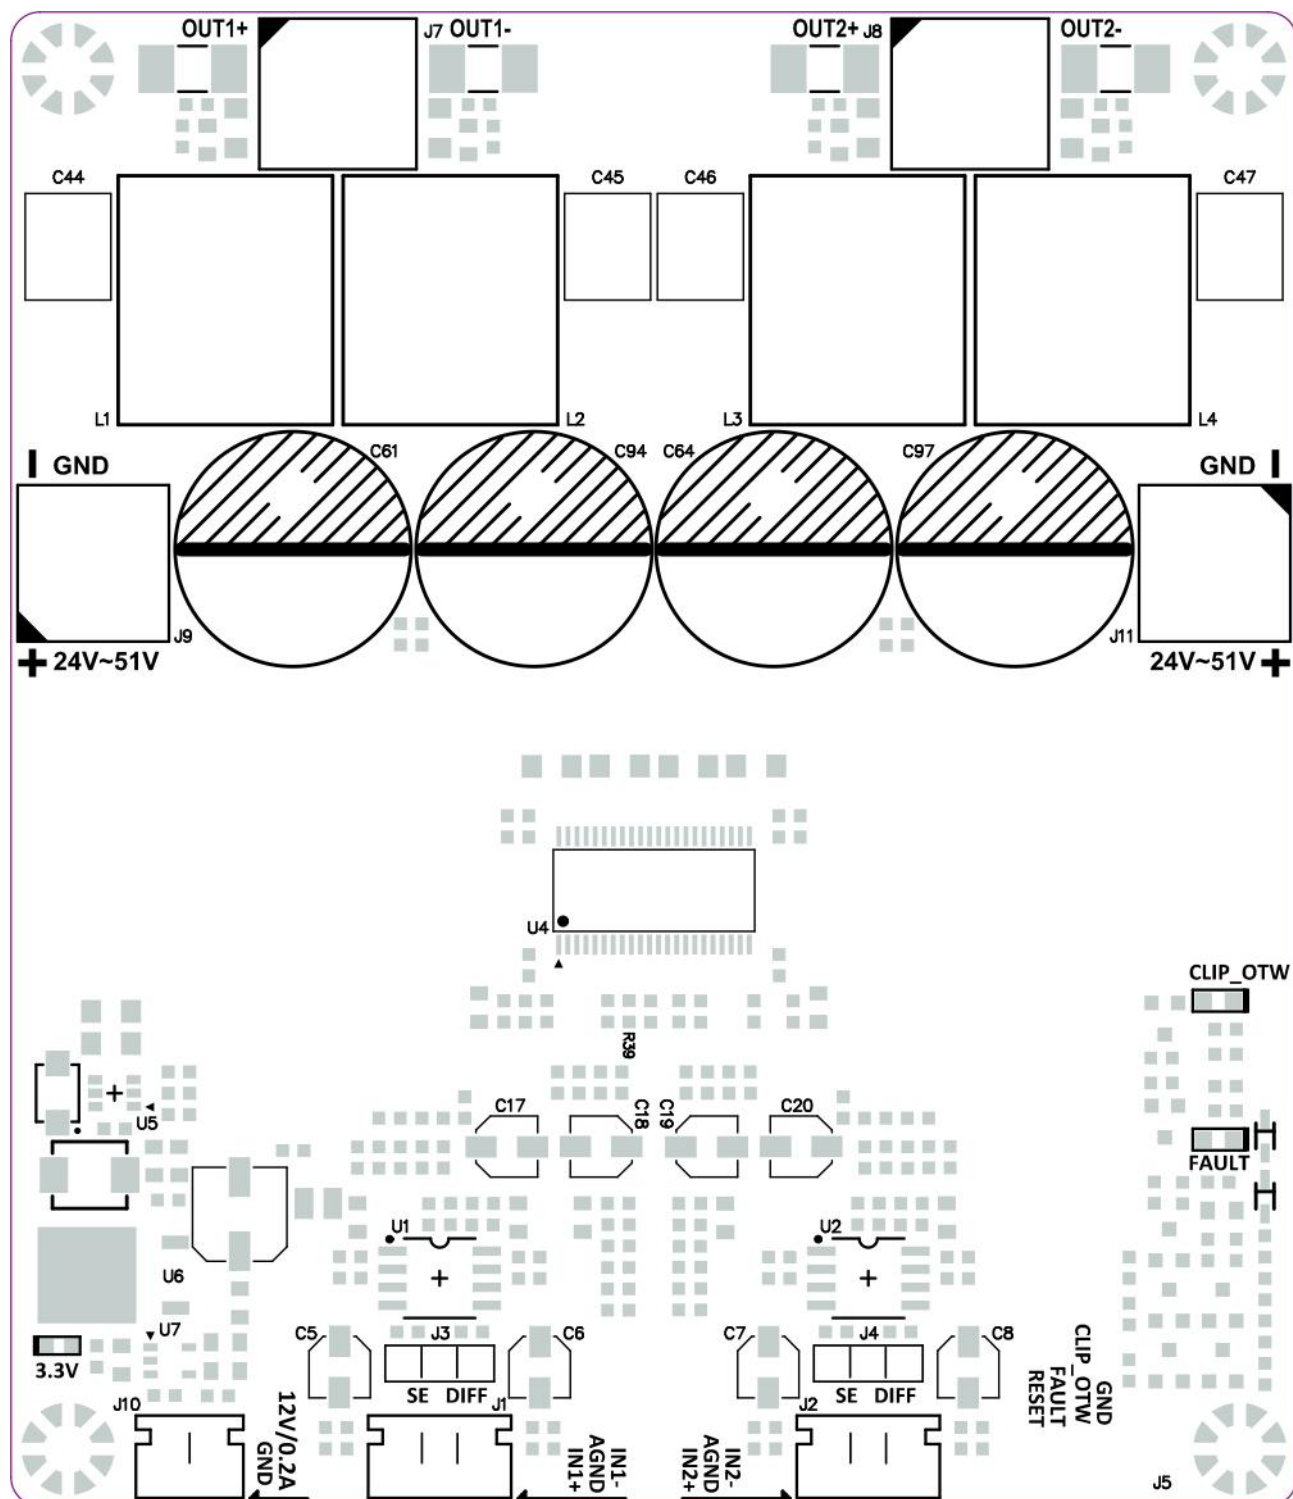 OUT1+
J7
OUT1-
OUT2+
J8
OUT2-
C44
C45
C46
C47
L1
L2
L3
L4
C61
C94
C64
C97
GND
GND
J9
J11
+ 24V~51V
24V~51V +
U4
CLIP_OTW
R39
U5
C17
C18
C19
C20
FAULT
U1
U2
U6
U7
C5
J3
C6
C7
J4
C8
3.3V
SE DIFF
SE DIFF
J10
12V/0.2A
GND
J1
IN1-
AGND
IN1+
J2
IN2-
AGND
IN2+
GND
CLIP_OTW
FAULT
RESET
J5